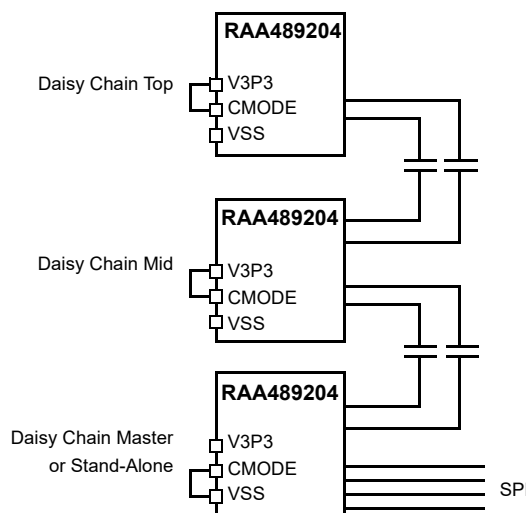 RAA489204
Daisy Chain Top
V3P3
CMODE
VSS
RAA489204
Daisy Chain Mid
V3P3
CMODE
VSS
RAA489204
Daisy Chain Master
or Stand-Alone
V3P3
CMODE
VSS
SPI